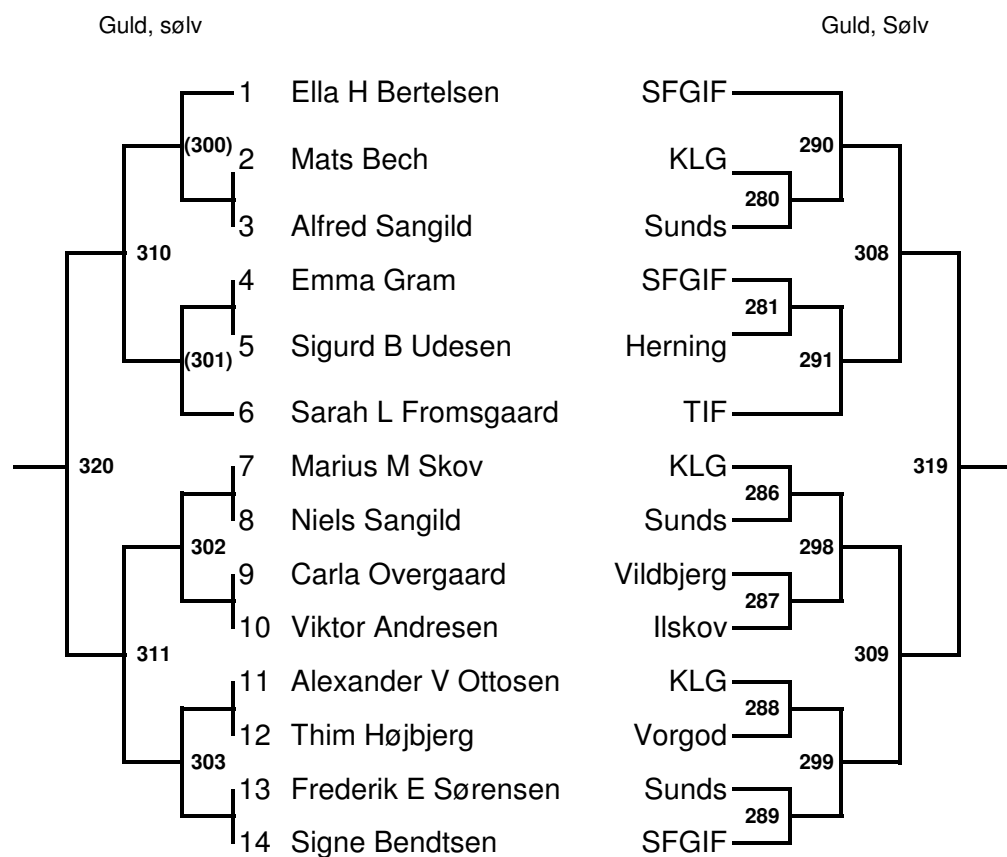 Guld, sølv Guld, Sølv
1 Ella H Bertelsen SFGIF
(300) 290
2 Mats Bech KLG
280
3 Alfred Sangild Sunds
310 308
4 Emma Gram SFGIF
281
5 Sigurd B Udesen Herning
(301) 291
6 Sarah L Fromsgaard TIF
320 7 Marius M Skov KLG 319
286
8 Niels Sangild Sunds
302 298
9 Carla Overgaard Vildbjerg
287
10 Viktor Andresen Ilskov
311 309
11 Alexander V Ottosen KLG
288
12 Thim Højbjerg Vorgod
303 299
13 Frederik E Sørensen Sunds
289
14 Signe Bendtsen SFGIF